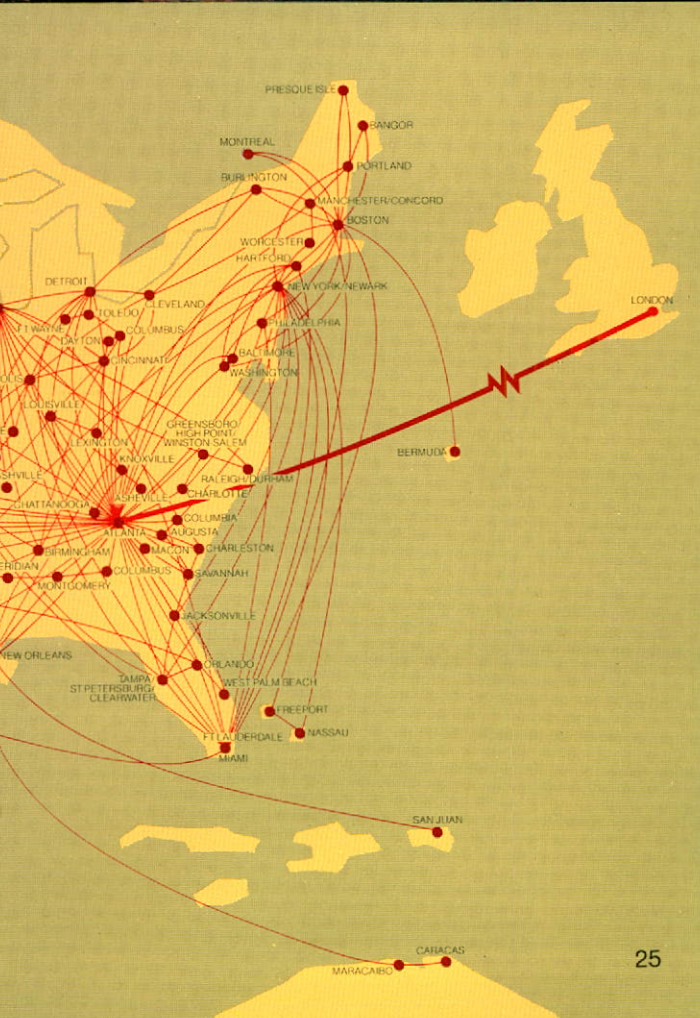 PRESQUE ISLE
BANGOR
MONTREAL
PORTLAND
BURLINGTON
MANCHESTER/CONCORD
BOSTON
WORCESTER
HARTFORD
DETROIT
NEW YORK/NEWARK
LONDON
CLEVELAND
TOLEDO
PHILADELPHIA
FT WAYNE
COLUMBUS
DAYTON
BALTIMORE
CINCINNATI
WASHINGTON
OLIS
LOUISVILLE
GREENSBORO/
HIGH POINT/
WINSTON-SALEM
E
LEXINGTON
BERMUDA
KNOXVILLE
SHVILLE
RALEIGH/DURHAM
ASHEVILLE
CHARLOTTE
CHATTANOOGA
COLUMBIA
ATLANTA
AUGUSTA
BIRMINGHAM
MACON
CHARLESTON
ERIDIAN
COLUMBUS
SAVANNAH
MONTGOMERY
JACKSONVILLE
NEW ORLEANS
ORLANDO
TAMPA
ST PETERSBURG/
CLEARWATER
WEST PALM BEACH
FREEPORT
FT LAUDERDALE
NASSAU
MIAMI
SAN JUAN
CARACAS
MARACAIBO
25